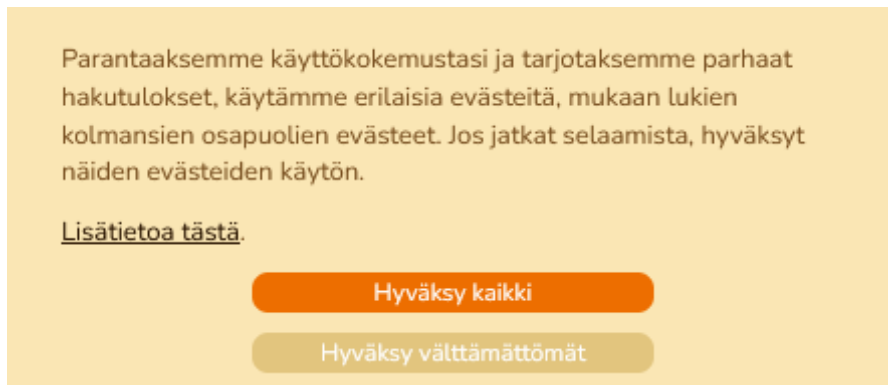 Parantaaksemme käyttökokemustasi ja tarjotaksemme parhaat
hakutulokset, käytämme erilaisia evästeitä, mukaan lukien
kolmansien osapuolien evästeet. Jos jatkat selaamista, hyväksyt
näiden evästeiden käytön.
Lisätietoa tästä.
Hyväksy kaikki
Hyväksy välttämättömät